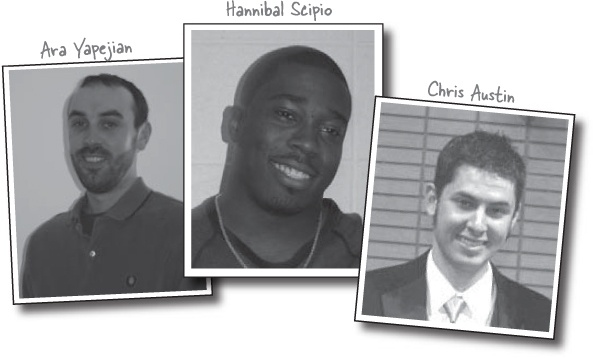 Ara Yapejian
Hannibal Scipio
Chris Austin